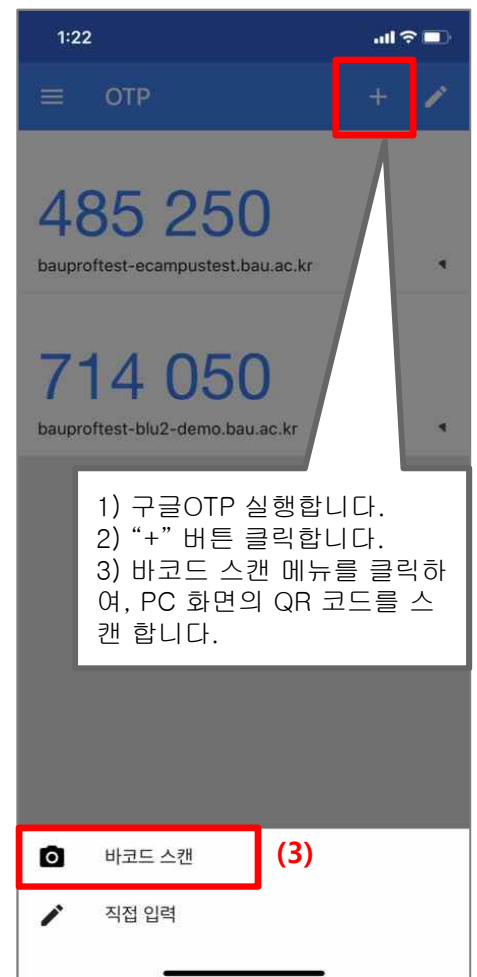 1:22
OTP
485 250
bauproftest-ecampustest.bau.ac.kr
714 050
bauproftest-blu2-demo.bau.ac.kr
1) 구글OTP 실행합니다.
2) “+” 버튼 클릭합니다.
3) 바코드 스캔 메뉴를 클릭하
여, PC 화면의 QR 코드를 스
캔 합니다.
바코드 스캔 (3)
직접 입력